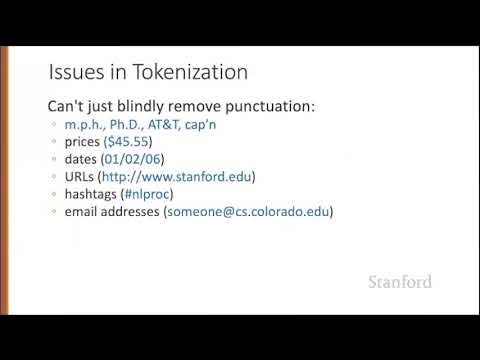 Issues in Tokenization
Can't just blindly remove punctuation:
m.p.h., Ph.D., AT&T, cap'n
prices ($45.55)
dates (01/02/06)
URLs (http://www.stanford.edu)
hashtags (#nlproc)
email addresses (someone@cs.colorado.edu)
Stanford